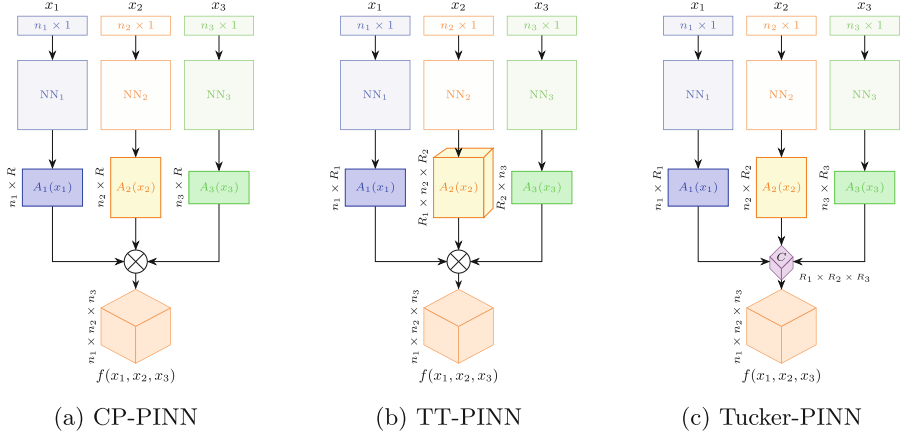 x₁ x₂ x₃
n₁ × 1 n₂ × 1 n₃ × 1
NN₁ NN₂ NN₃
n₁ × R A₁(x₁) n₂ × R A₂(x₂) n₃ × R A₃(x₃)
n₁ × n₂ × n₃
f(x₁, x₂, x₃)
(a) CP-PINN
x₁ x₂ x₃
n₁ × 1 n₂ × 1 n₃ × 1
NN₁ NN₂ NN₃
n₁ × R₁ A₁(x₁) R₁ × n₂ × R₂ A₂(x₂) R₂ × n₃ A₃(x₃)
n₁ × n₂ × n₃
f(x₁, x₂, x₃)
(b) TT-PINN
x₁ x₂ x₃
n₁ × 1 n₂ × 1 n₃ × 1
NN₁ NN₂ NN₃
n₁ × R₁ A₁(x₁) n₂ × R₂ A₂(x₂) n₃ × R₃ A₃(x₃)
C
R₁ × R₂ × R₃
n₁ × n₂ × n₃
f(x₁, x₂, x₃)
(c) Tucker-PINN